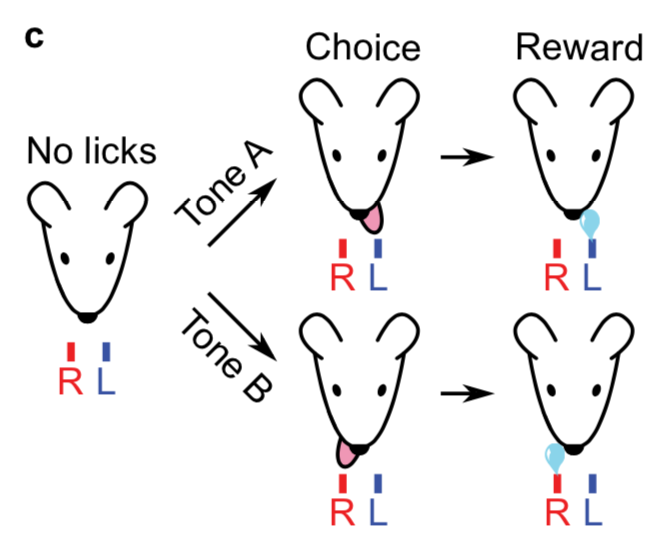 c
Choice
Reward
No licks
Tone A
R L
R L
R L
Tone B
R L
R L